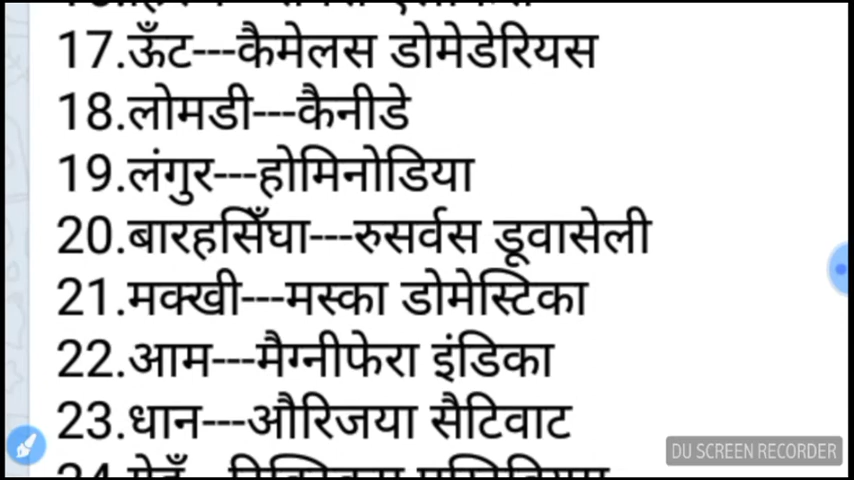 17.ऊँट---कैमेलस डोमेडेरियस
18.लोमडी---कैनीडे
19.लंगुर---होमिनोडिया
20.बारहसिँघा---रुसर्वस डूवासेली
21.मक्खी---मस्का डोमेस्टिका
22.आम---मैग्नीफेरा इंडिका
23.धान---औरिजया सैटिवाट
DU SCREEN RECORDER